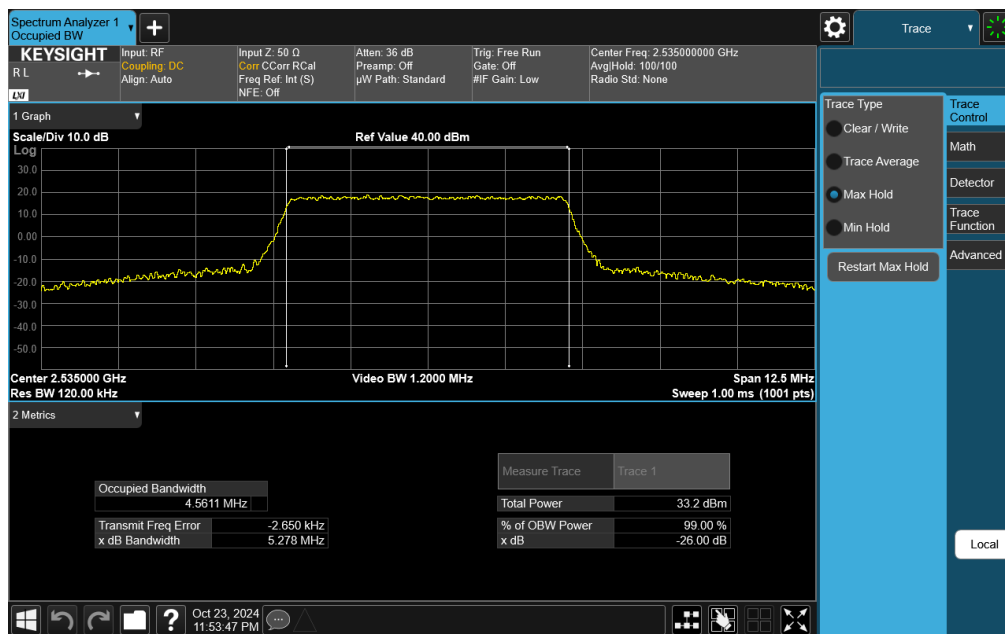 Spectrum Analyzer 1
Occupied BW
Trace
KEYSIGHT
R L
LXI
Input: RF
Coupling: DC
Align: Auto
Input Z: 50 Ω
Corr CCorr RCal
Freq Ref: Int (S)
NFE: Off
Atten: 36 dB
Preamp: Off
µW Path: Standard
Trig: Free Run
Gate: Off
#IF Gain: Low
Center Freq: 2.535000000 GHz
Avg|Hold: 100/100
Radio Std: None
1 Graph
Scale/Div 10.0 dB
Ref Value 40.00 dBm
Log
30.0
20.0
10.0
0.00
-10.0
-20.0
-30.0
-40.0
-50.0
Center 2.535000 GHz
Video BW 1.2000 MHz
Span 12.5 MHz
Res BW 120.00 kHz
Sweep 1.00 ms (1001 pts)
2 Metrics
Measure Trace
Trace 1
Occupied Bandwidth
4.5611 MHz
Total Power
33.2 dBm
Transmit Freq Error
-2.650 kHz
% of OBW Power
99.00 %
x dB Bandwidth
5.278 MHz
x dB
-26.00 dB
Trace Type
Clear / Write
Trace Average
Max Hold
Min Hold
Restart Max Hold
Trace
Control
Math
Detector
Trace
Function
Advanced
Local
?
Oct 23, 2024
11:53:47 PM